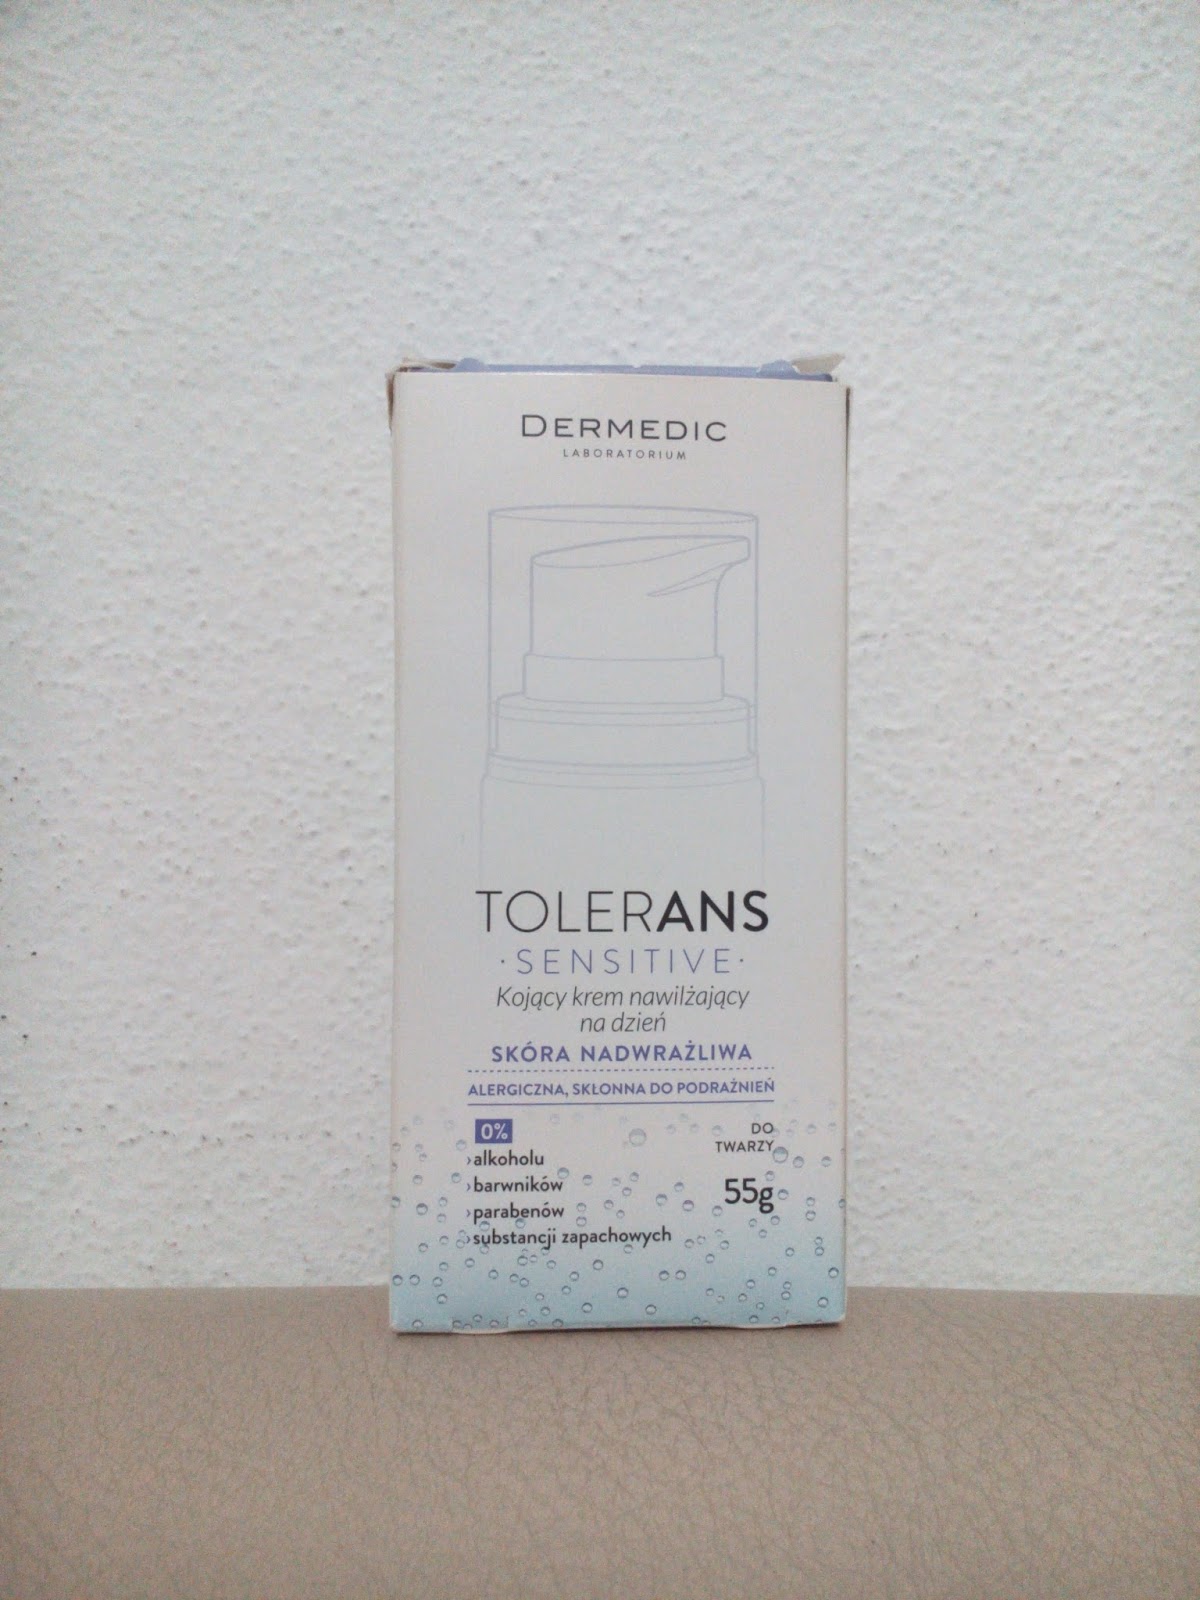 DERMEDIC
LABORATORIUM
TOLERANS
·SENSITIVE·
Kojący krem nawilżający
na dzień
SKÓRA NADWRAŻLIWA
ALERGICZNA, SKŁONNA DO PODRAŻNIEŃ
0%
›alkoholu
›barwników
›parabenów
›substancji zapachowych
DO
TWARZY
55g